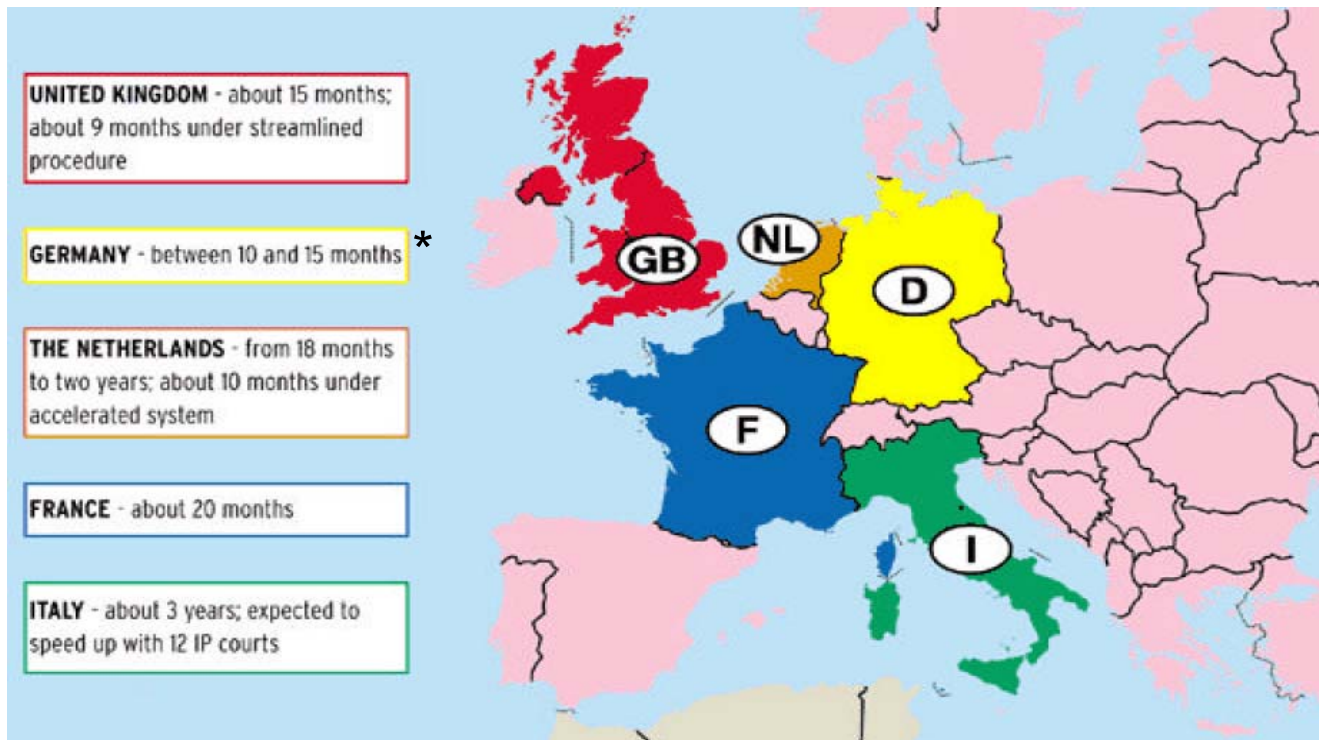 UNITED KINGDOM - about 15 months;
about 9 months under streamlined
procedure
GERMANY - between 10 and 15 months *
THE NETHERLANDS - from 18 months
to two years; about 10 months under
accelerated system
FRANCE - about 20 months
ITALY - about 3 years; expected to
speed up with 12 IP courts
GB
NL
D
F
I